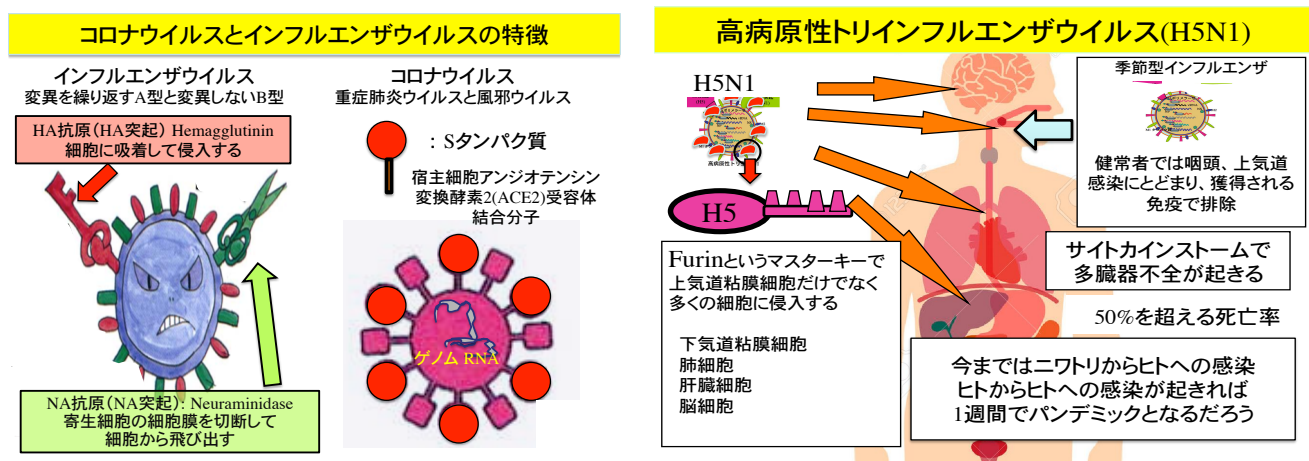 コロナウイルスとインフルエンザウイルスの特徴
インフルエンザウイルス
変異を繰り返すA型と変異しないB型
HA抗原(HA突起) Hemagglutinin
細胞に吸着して侵入する
NA抗原(NA突起): Neuraminidase
寄生細胞の細胞膜を切断して
細胞から飛び出す
コロナウイルス
重症肺炎ウイルスと風邪ウイルス
: Sタンパク質
宿主細胞アンジオテンシン
変換酵素2(ACE2)受容体
結合分子
ゲノム RNA
高病原性トリインフルエンザウイルス(H5N1)
H5N1
H5
Furinというマスターキーで
上気道粘膜細胞だけでなく
多くの細胞に侵入する
下気道粘膜細胞
肺細胞
肝臓細胞
脳細胞
季節型インフルエンザ
健常者では咽頭、上気道
感染にとどまり、獲得される
免疫で排除
サイトカインストームで
多臓器不全が起きる
50%を超える死亡率
今まではニワトリからヒトへの感染
ヒトからヒトへの感染が起きれば
1週間でパンデミックとなるだろう